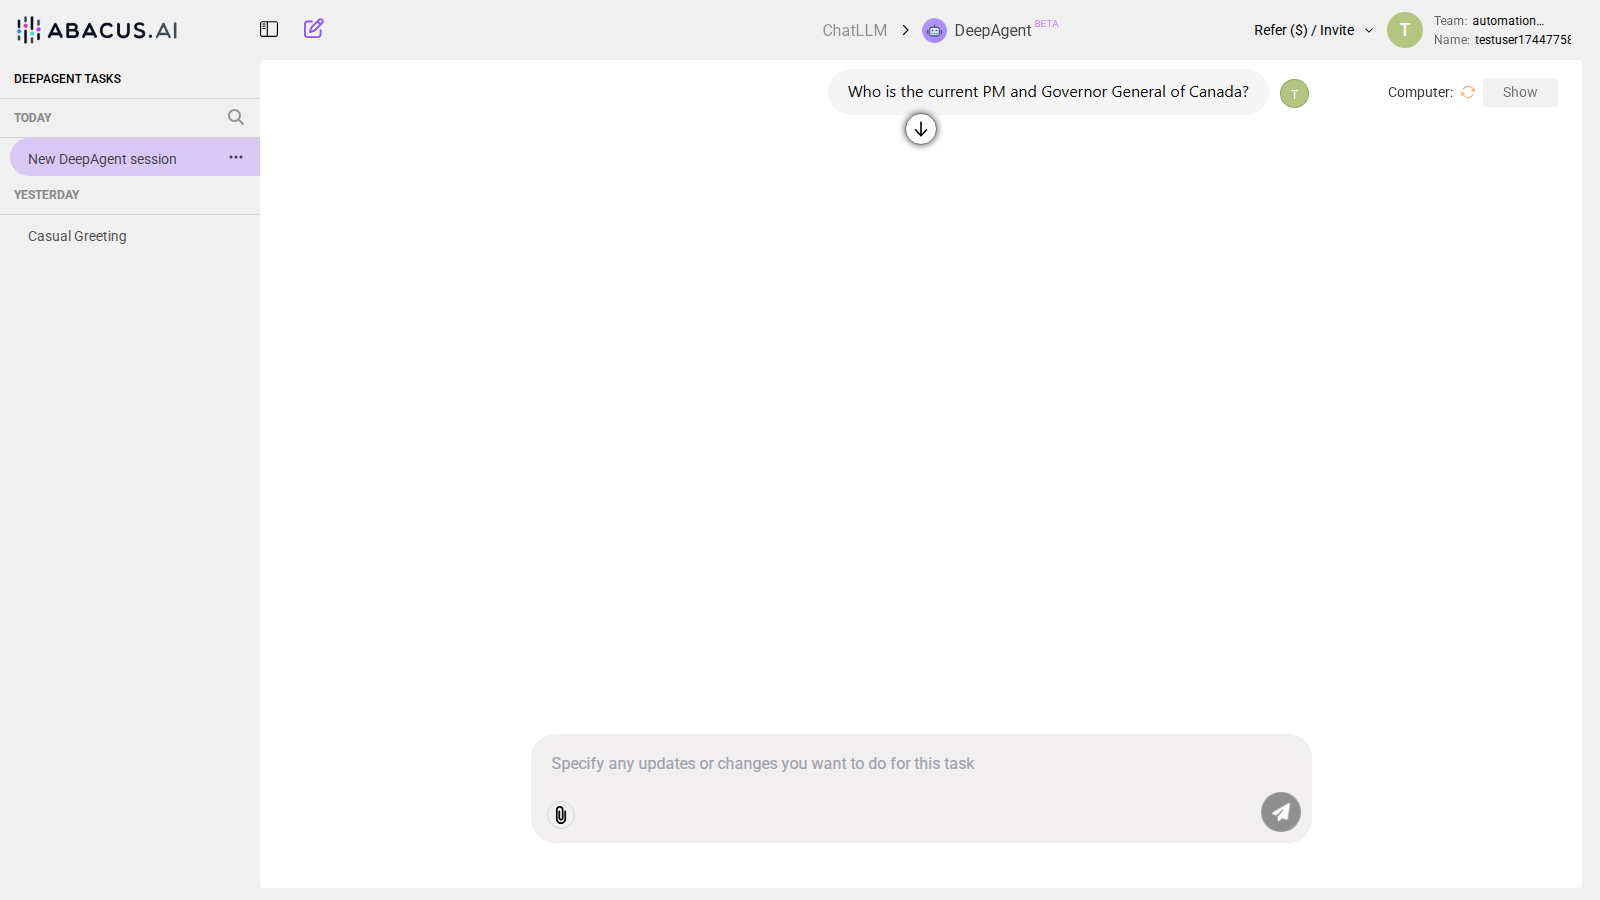 ABACUS.AI
ChatLLM > DeepAgent BETA
Refer ($) / Invite
T
Team: automation...
Name: testuser17447758
DEEPAGENT TASKS
TODAY
New DeepAgent session
YESTERDAY
Casual Greeting
Who is the current PM and Governor General of Canada?
T
Computer:
Show
Specify any updates or changes you want to do for this task